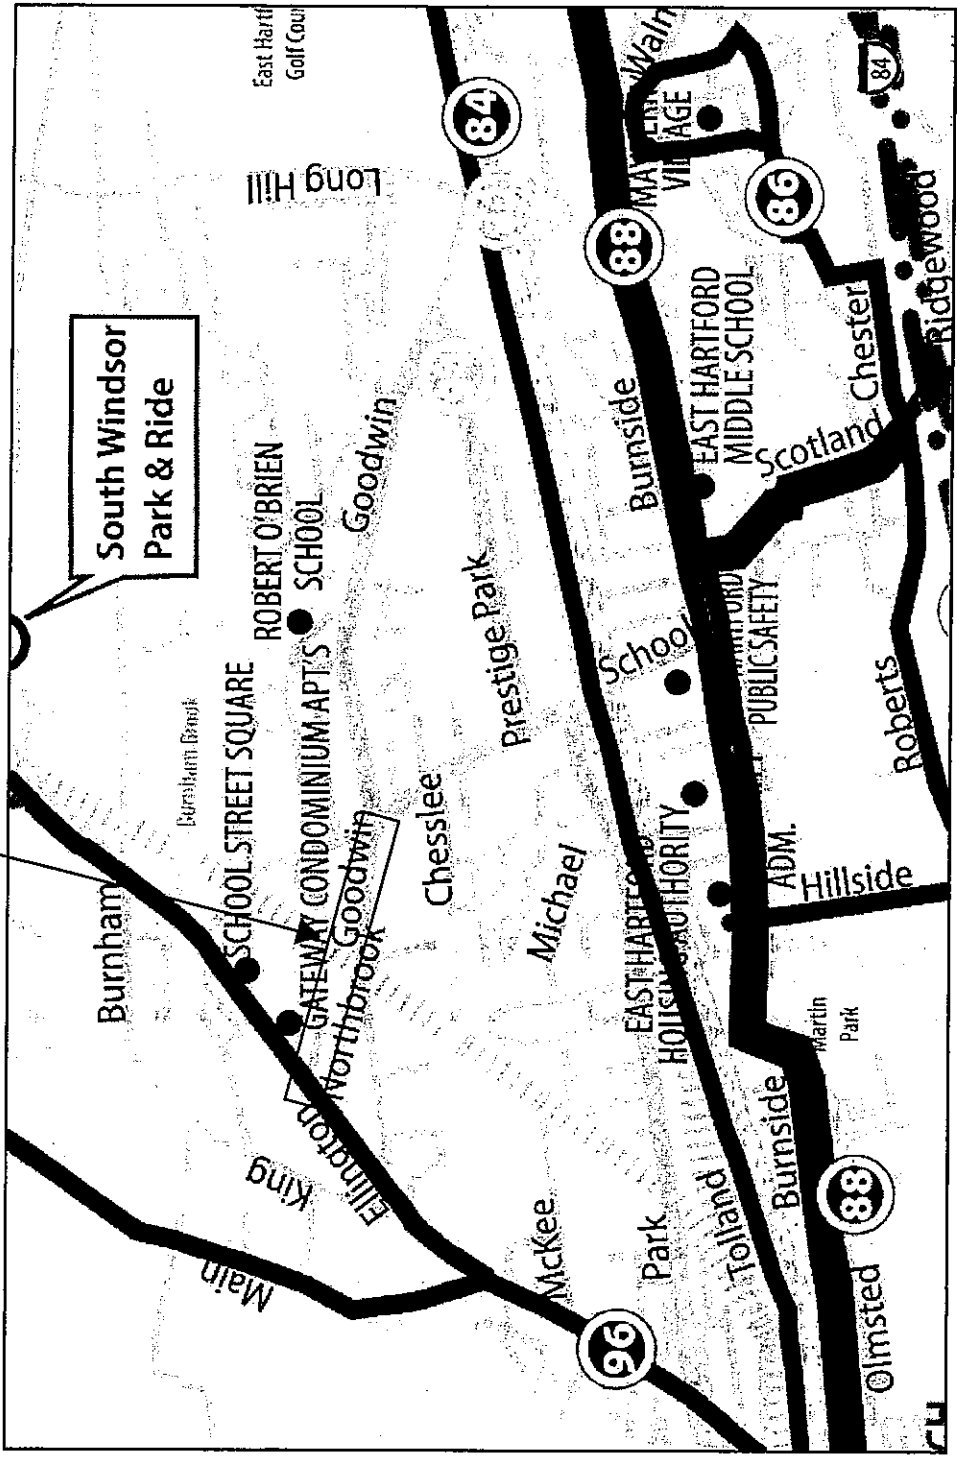 South Windsor
Park & Ride
Burnham
Burnham Brook
SCHOOL STREET SQUARE
ROBERT O'BRIEN
SCHOOL
GATEWAY CONDOMINIUM APT'S
Long Hill
East Hartf
Golf Cour
Main
King
Ellington
Northbrook
Goodwin
Goodwin
Chesslee
Prestige Park
84
Michael
McKee
Park
Tolland
96
EAST HARTFORD
HOUSING AUTHORITY
School
Burnside
88
VILLAGE
Waln
EAST HARTFORD
MIDDLE SCHOOL
86
PUBLIC SAFETY
ADM.
Hillside
Martin
Park
Burnside
88
Olmsted
Scotland
Chester
Roberts
Ridgewood
84